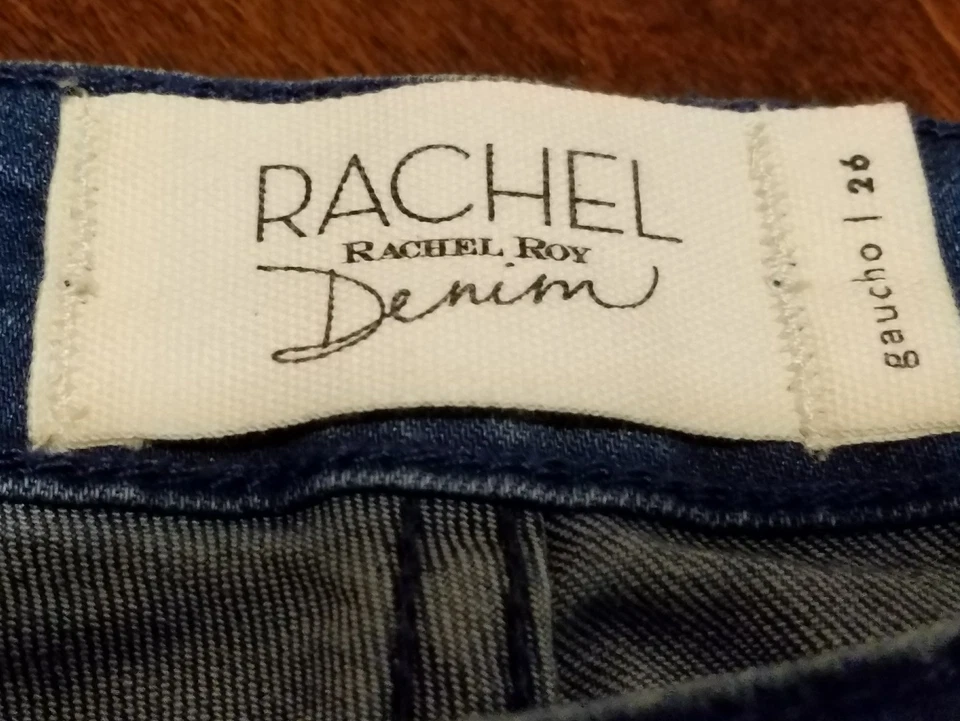 RACHEL
RACHEL ROY
Denim
gaucho | 26